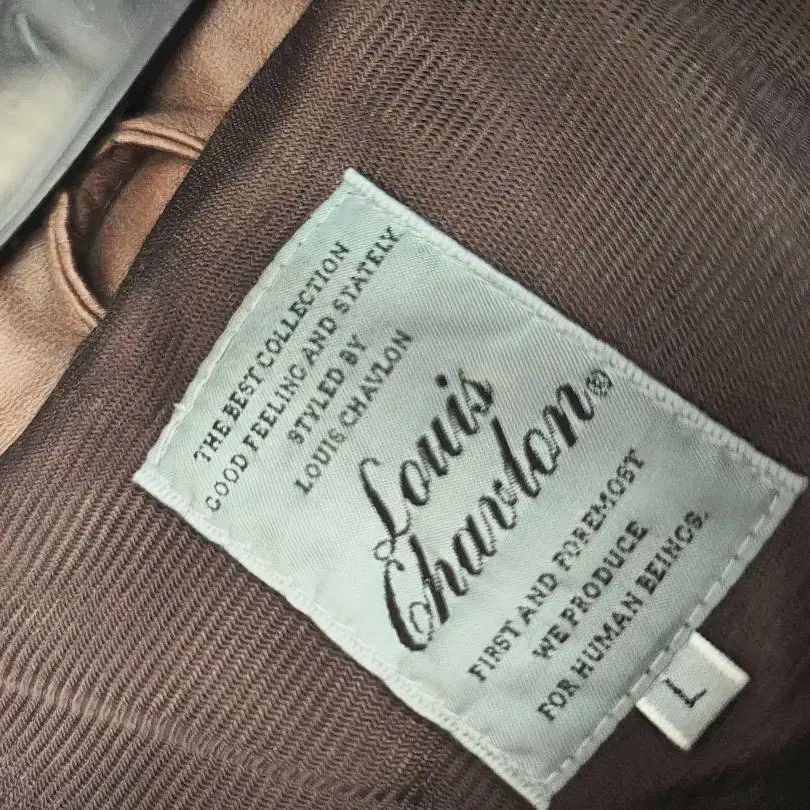 THE BEST COLLECTION
GOOD FEELING AND STATELY
STYLED BY
LOUIS CHAVLON
Louis
Chavlon®
FIRST AND FOREMOST
WE PRODUCE
FOR HUMAN BEINGS.
L